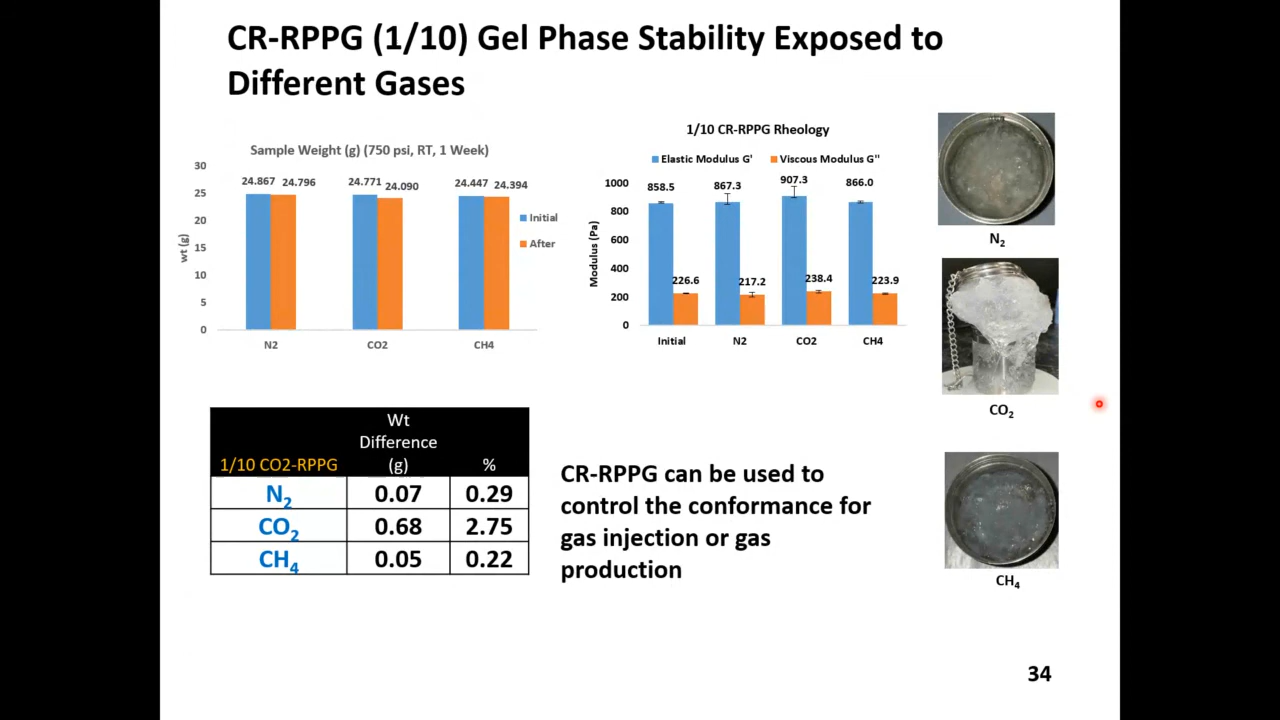 CR-RPPG (1/10) Gel Phase Stability Exposed to
Different Gases
Sample Weight (g) (750 psi, RT, 1 Week)
wt (g)
30
25
20
15
10
5
0
24.867 24.796
24.771 24.090
24.447 24.394
N2
CO2
CH4
Initial
After
1/10 CR-RPPG Rheology
Elastic Modulus G' Viscous Modulus G"
Modulus (Pa)
1000
800
600
400
200
0
858.5
226.6
867.3
217.2
907.3
238.4
866.0
223.9
Initial
N2
CO2
CH4
N₂
CO₂
CH₄
1/10 CO2-RPPG
Wt
Difference
(g)
%
N₂ 0.07 0.29
CO₂ 0.68 2.75
CH₄ 0.05 0.22
CR-RPPG can be used to
control the conformance for
gas injection or gas
production
34